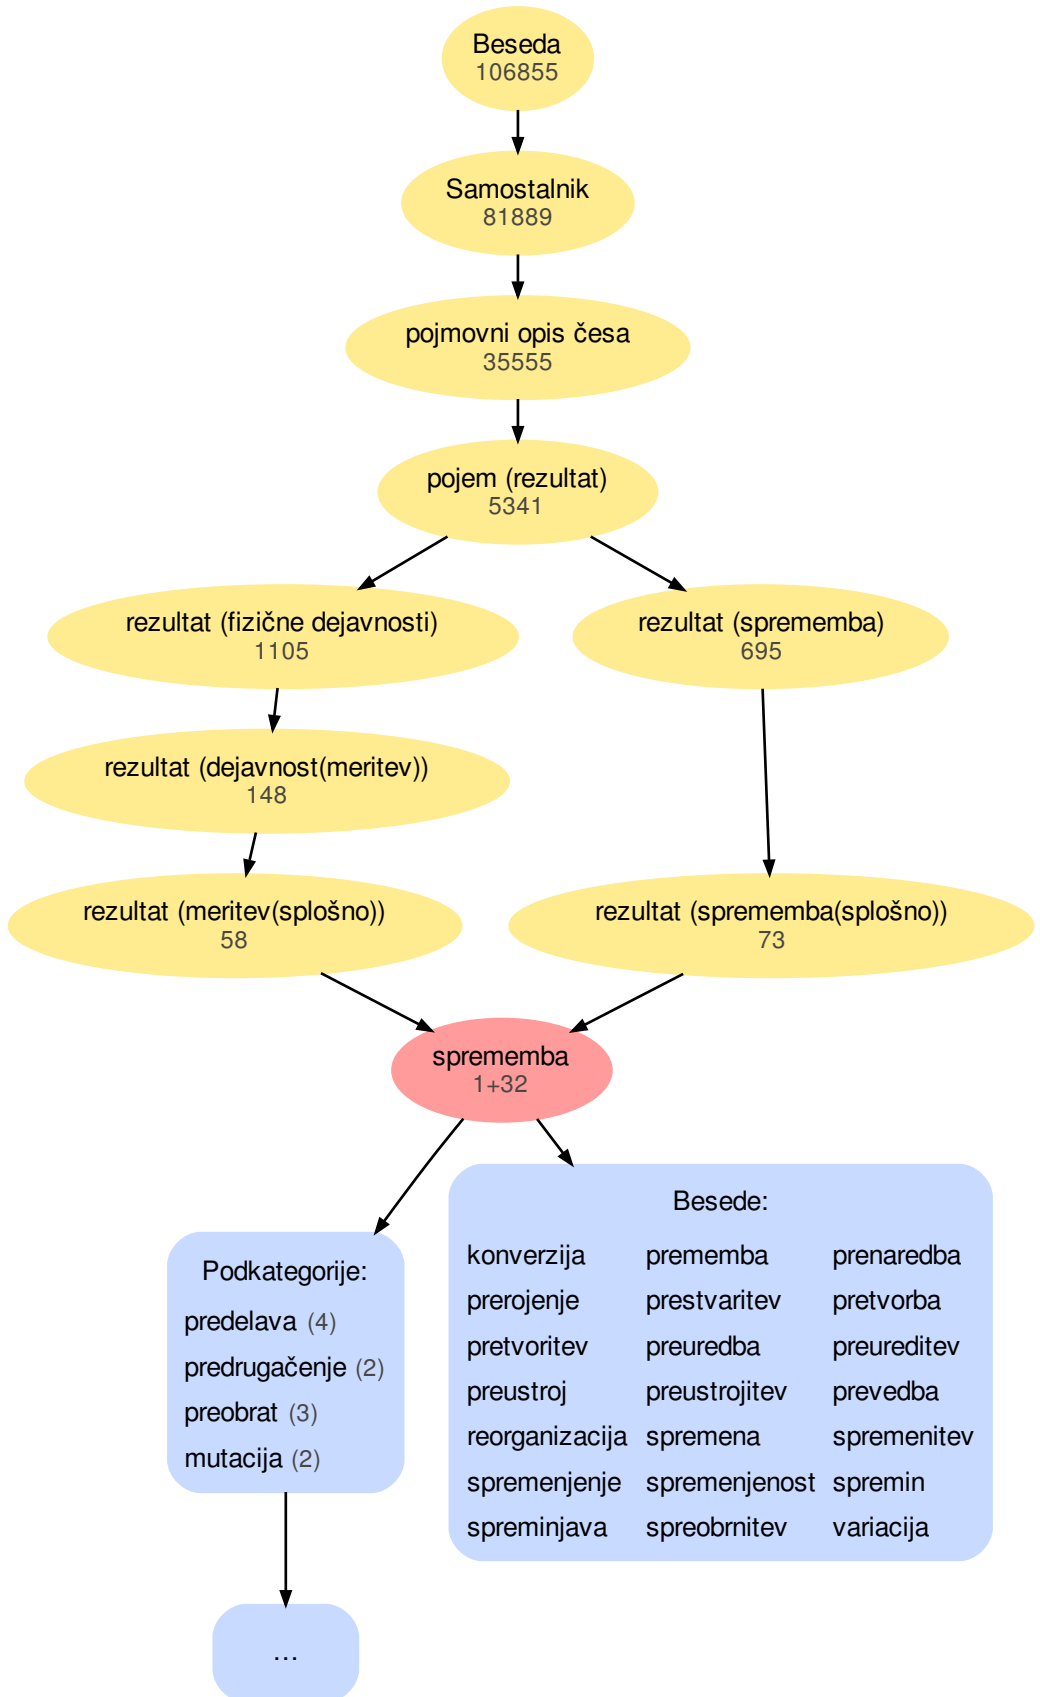 Beseda
106855
Samostalnik
81889
pojmovni opis česa
35555
pojem (rezultat)
5341
rezultat (fizične dejavnosti)
1105
rezultat (sprememba)
695
rezultat (dejavnost(meritev))
148
rezultat (meritev(splošno))
58
rezultat (sprememba(splošno))
73
sprememba
1+32
Podkategorije:
predelava (4)
predrugačenje (2)
preobrat (3)
mutacija (2)
Besede:
konverzija premembа prenaredba
prerojenje prestvaritev pretvorba
pretvoritev preuredba preureditev
preustroj preustrojitev prevedba
reorganizacija spremena spremenitev
spremenjenje spremenjenost spremin
spreminjava spreobrnitev variacija
...